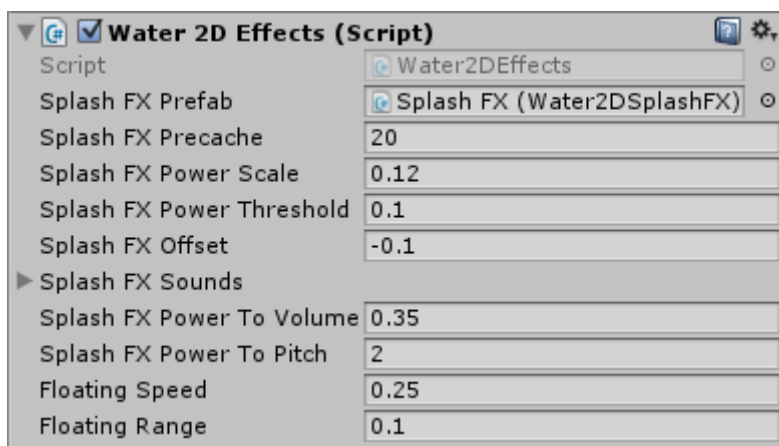 Water 2D Effects (Script)
Script Water2DEffects
Splash FX Prefab Splash FX (Water2DSplashFX)
Splash FX Precache 20
Splash FX Power Scale 0.12
Splash FX Power Threshold 0.1
Splash FX Offset -0.1
Splash FX Sounds
Splash FX Power To Volume 0.35
Splash FX Power To Pitch 2
Floating Speed 0.25
Floating Range 0.1